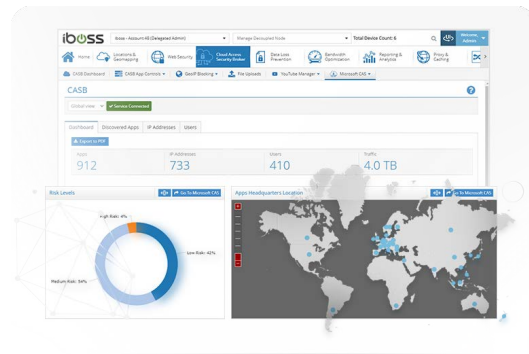 iboss
iboss - Account 48 (Delegated Admin)
Manage Decoupled Node
Total Device Count: 6
Welcome, Admin
Home
Locations & Geomapping
Web Security
Cloud Access Security Broker
Data Loss Prevention
Bandwidth Optimization
Reporting & Analytics
Proxy & Caching
CASB Dashboard
CASB App Controls
GeoIP Blocking
File Uploads
YouTube Manager
Microsoft CAS
CASB
Global view
Service Connected
Dashboard
Discovered Apps
IP Addresses
Users
Export to PDF
Apps
IP Addresses
Users
Traffic
912
733
410
4.0 TB
Risk Levels
Go To Microsoft CAS
Apps Headquarters Location
Go To Microsoft CAS
High Risk: 4%
Low Risk: 42%
Medium Risk: 54%